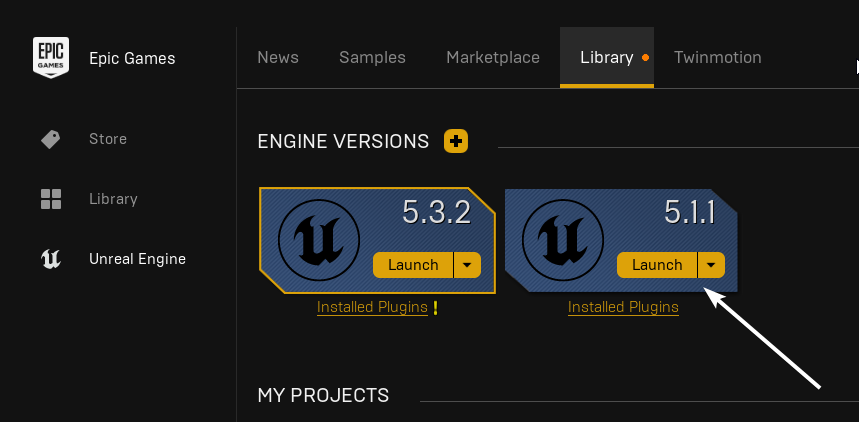 EPIC GAMES
Epic Games
News Samples Marketplace Library Twinmotion
Store
Library
Unreal Engine
ENGINE VERSIONS
5.3.2
Launch
Installed Plugins !
5.1.1
Launch
Installed Plugins
MY PROJECTS